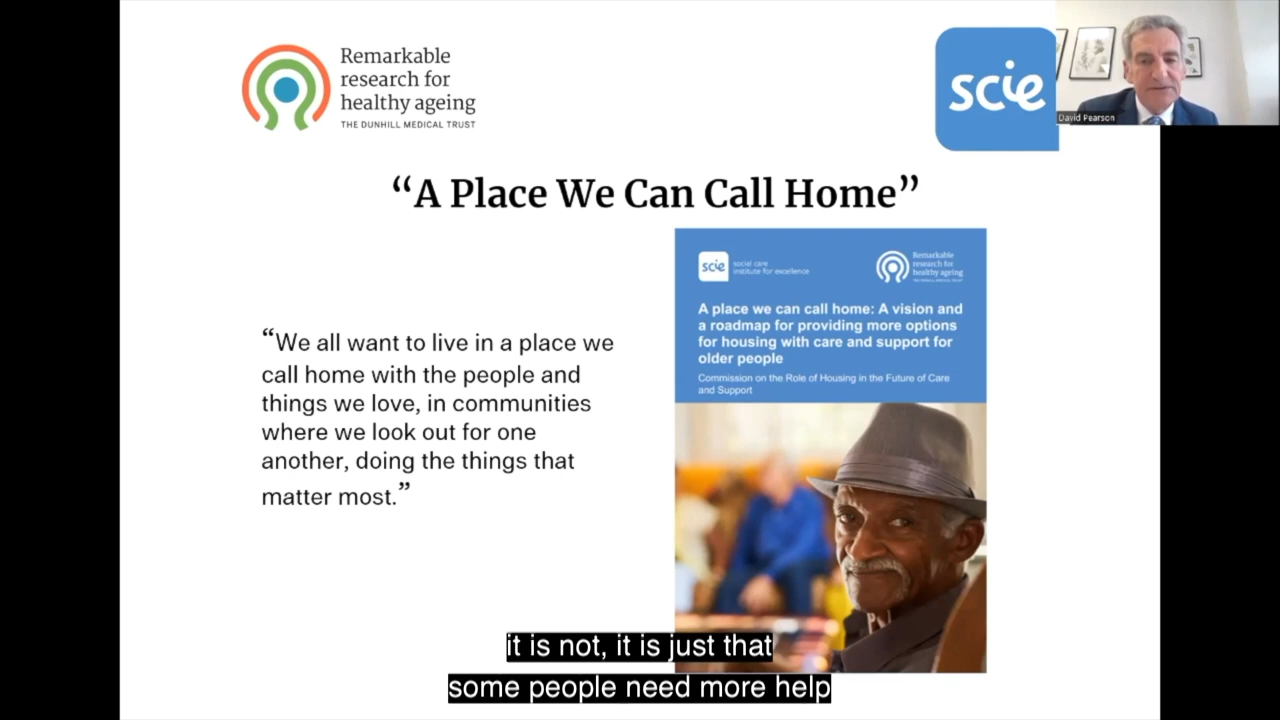 Remarkable
research for
healthy ageing
THE DUNHILL MEDICAL TRUST
scie
David Pearson
“A Place We Can Call Home”
“We all want to live in a place we
call home with the people and
things we love, in communities
where we look out for one
another, doing the things that
matter most.”
scie
social care
institute for excellence
Remarkable
research for
healthy ageing
THE DUNHILL MEDICAL TRUST
A place we can call home: A vision and
a roadmap for providing more options
for housing with care and support for
older people
Commission on the Role of Housing in the Future of Care
and Support
it is not, it is just that
some people need more help